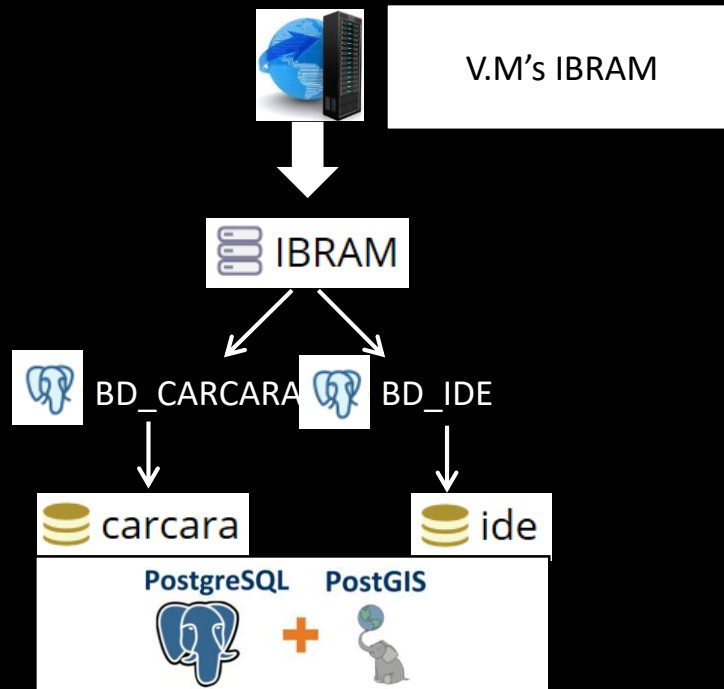 V.M’s IBRAM
IBRAM
BD_CARCARA
BD_IDE
carcara
ide
PostgreSQL
PostGIS
+